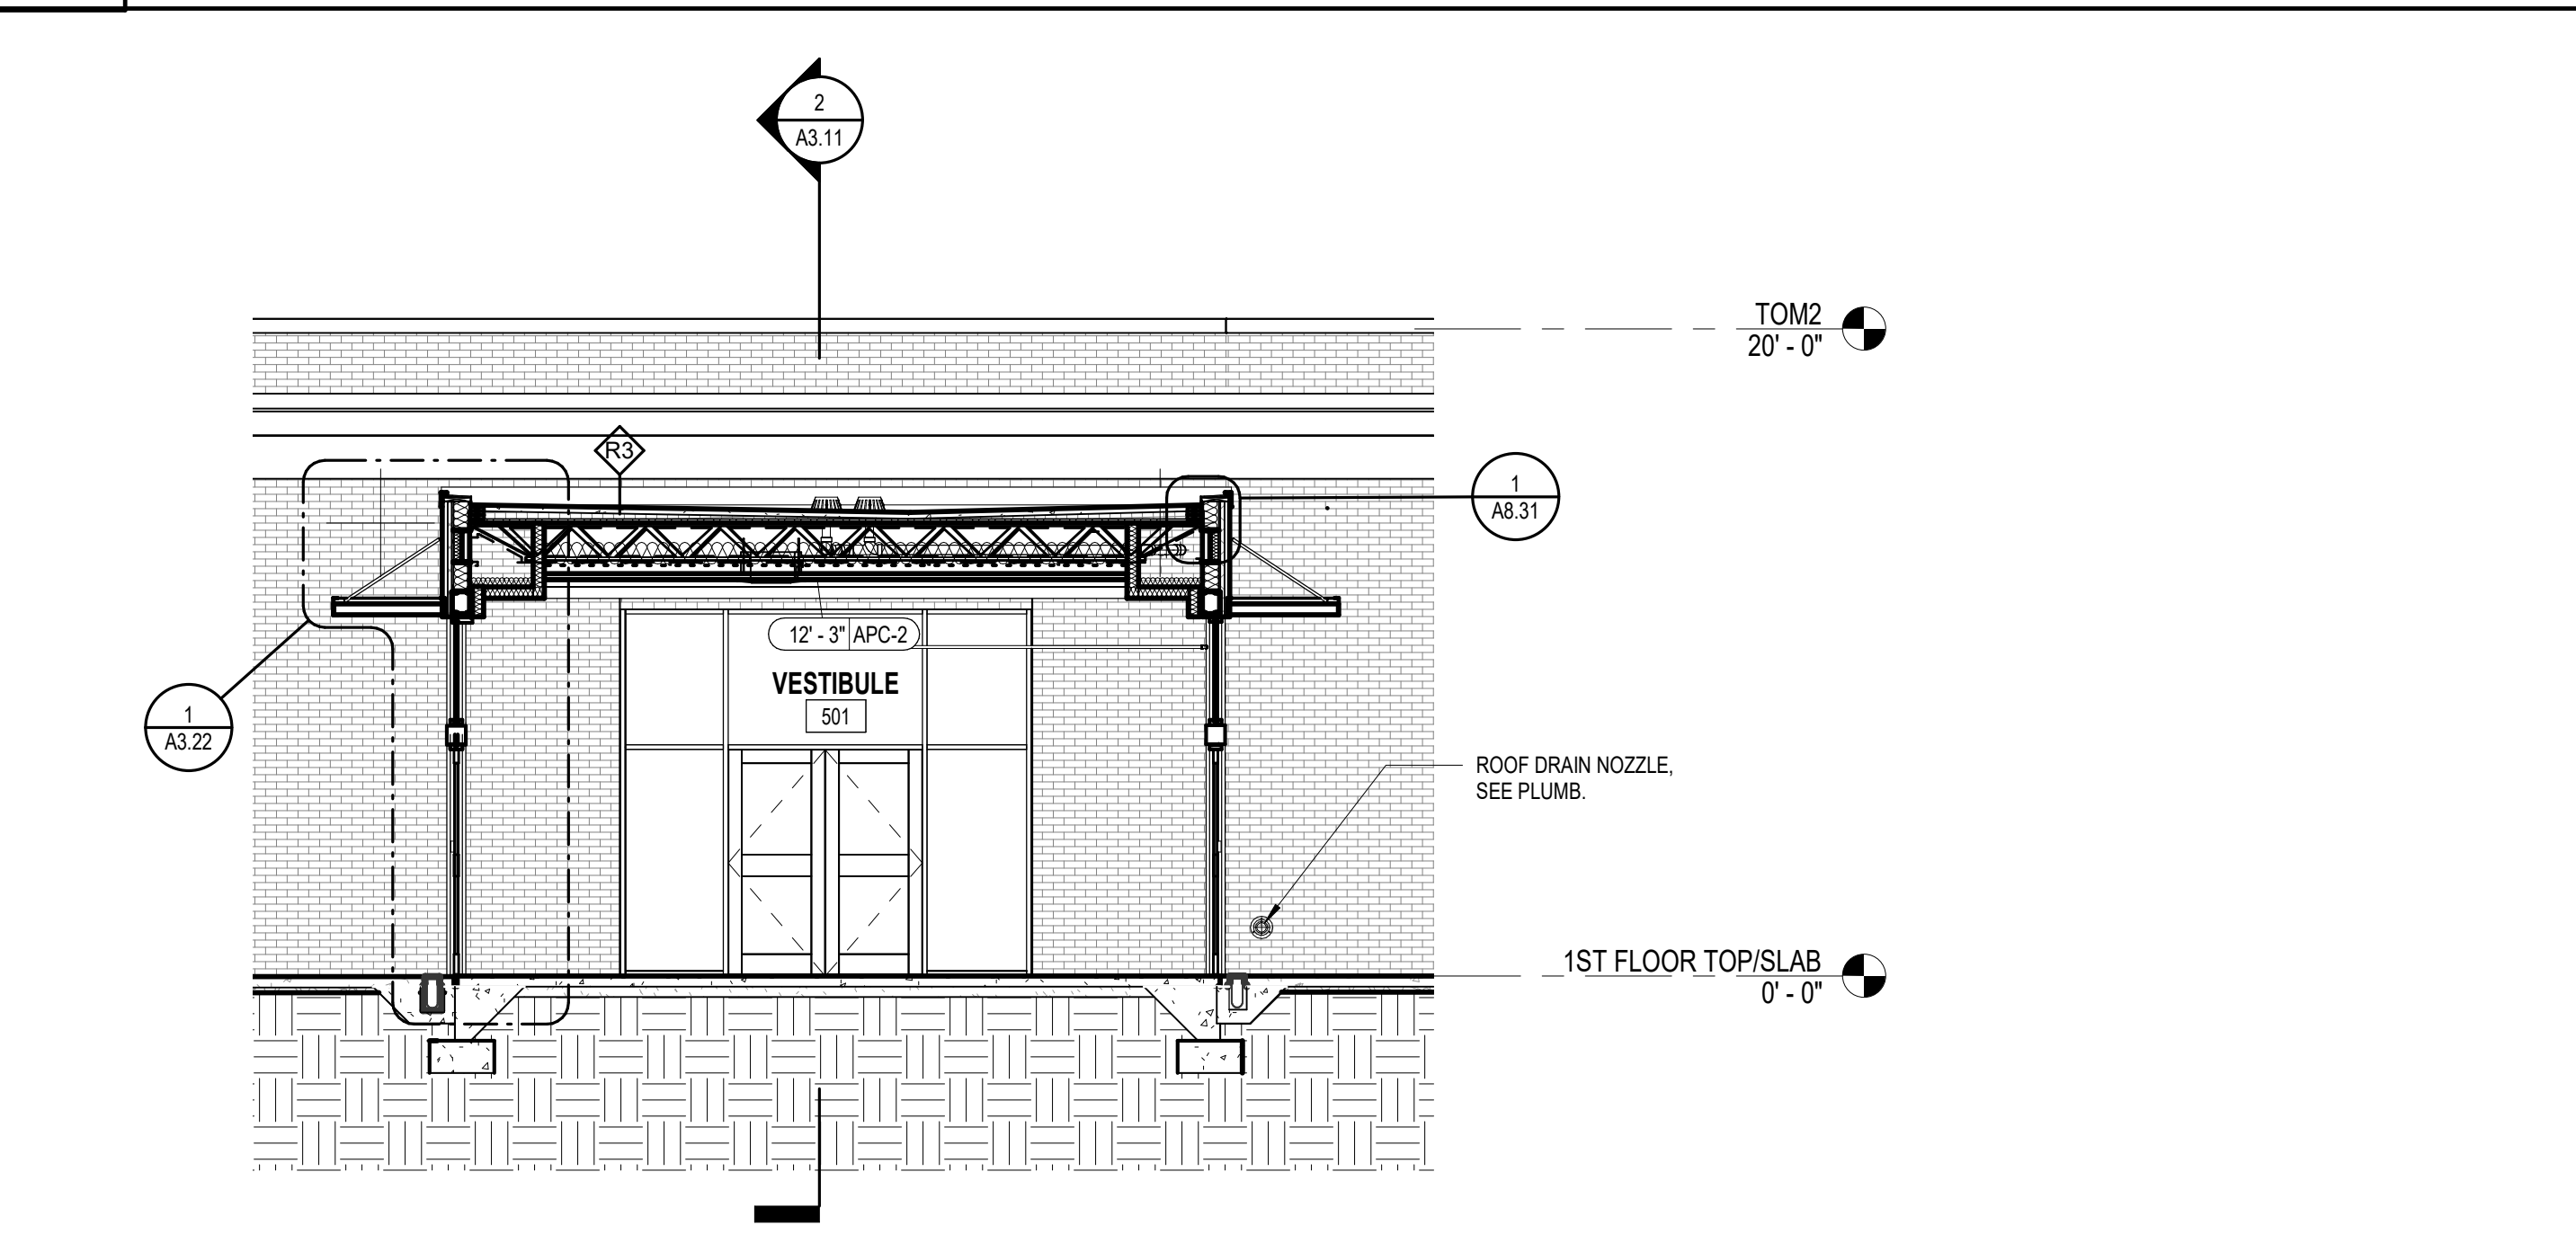 2
A3.11
TOM2
20' - 0"
R3
1
A8.31
12' - 3" APC-2
VESTIBULE
501
1
A3.22
ROOF DRAIN NOZZLE,
SEE PLUMB.
1ST FLOOR TOP/SLAB
0' - 0"